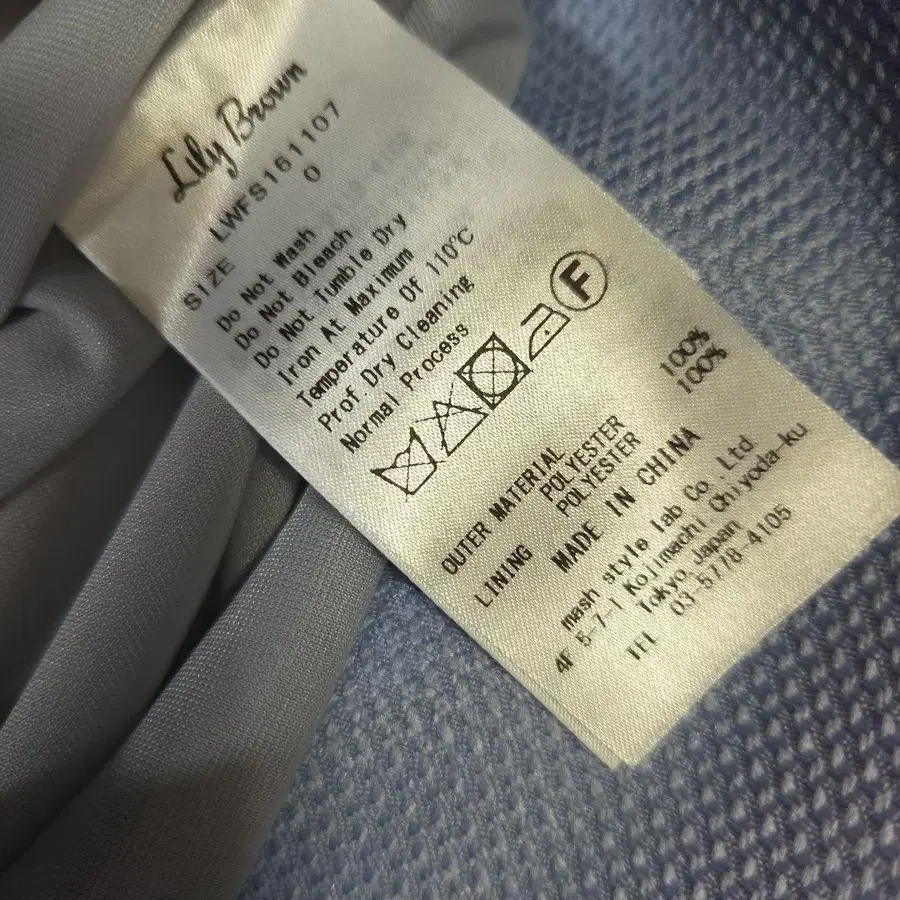 Lily Brown
LWFS161107
SIZE 0
Do Not Wash
Do Not Bleach
Do Not Tumble Dry
Iron At Maximum
Temperature Of 110℃
Prof.Dry Cleaning
Normal Process
F
OUTER MATERIAL
POLYESTER 100%
LINING POLYESTER 100%
MADE IN CHINA
mash style lab Co.,Ltd.
4F 5-7-1 Kojimachi Chiyoda-ku
Tokyo,Japan
TEL 03-5778-4105